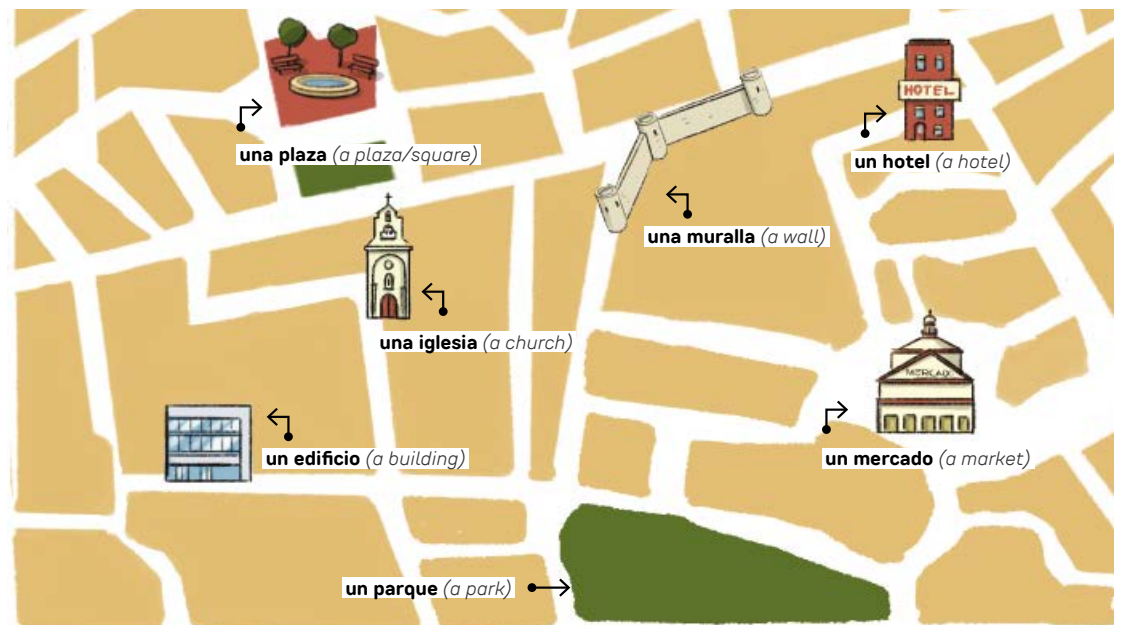 HOTEL
una plaza (a plaza/square)
un hotel (a hotel)
una muralla (a wall)
una iglesia (a church)
MERCADO
un edificio (a building)
un mercado (a market)
un parque (a park)